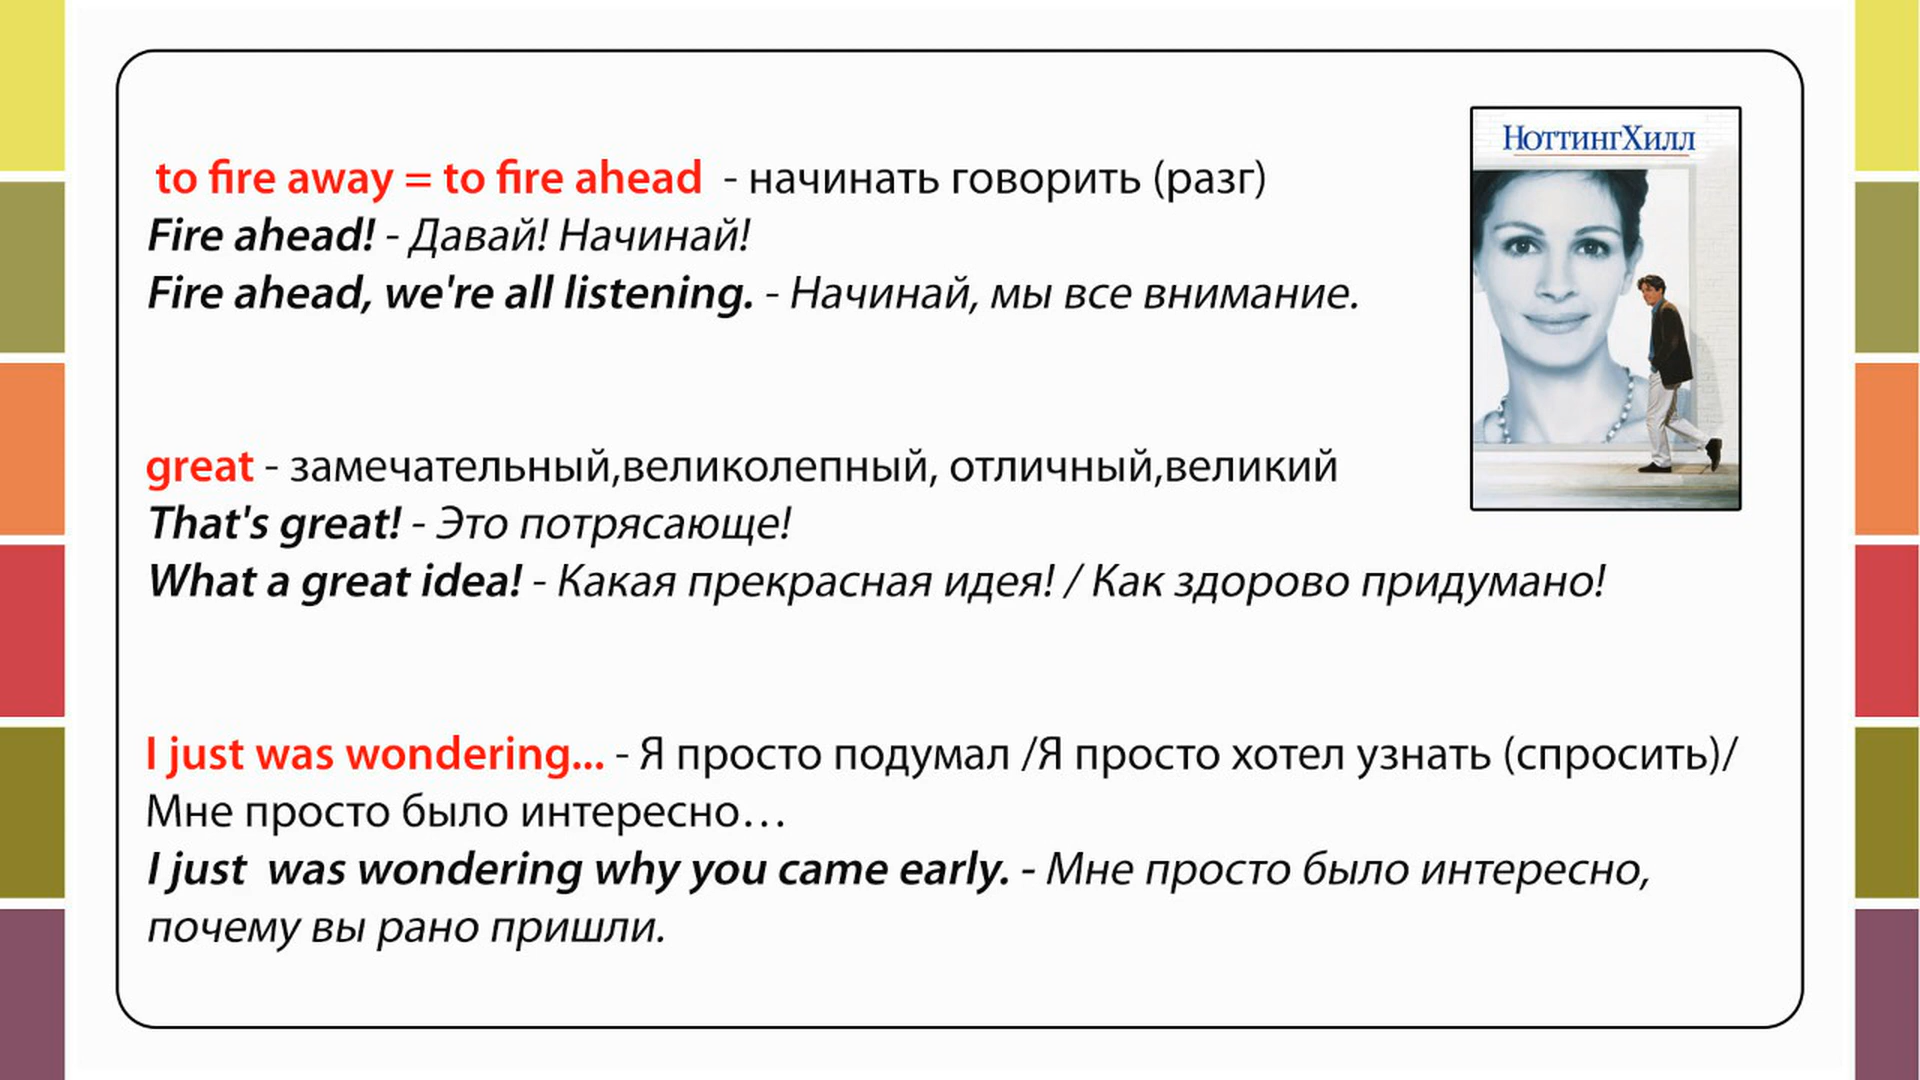 НоттингХилл
to fire away = to fire ahead - начинать говорить (разг)
Fire ahead! - Давай! Начинай!
Fire ahead, we're all listening. - Начинай, мы все внимание.
great - замечательный,великолепный, отличный,великий
That's great! - Это потрясающе!
What a great idea! - Какая прекрасная идея! / Как здорово придумано!
I just was wondering... - Я просто подумал /Я просто хотел узнать (спросить)/
Мне просто было интересно…
I just was wondering why you came early. - Мне просто было интересно,
почему вы рано пришли.